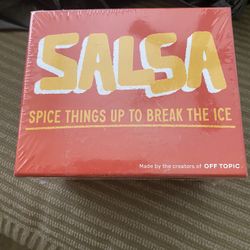 SALSA
SPICE THINGS UP TO BREAK THE ICE
Made by the creators of OFF TOPIC